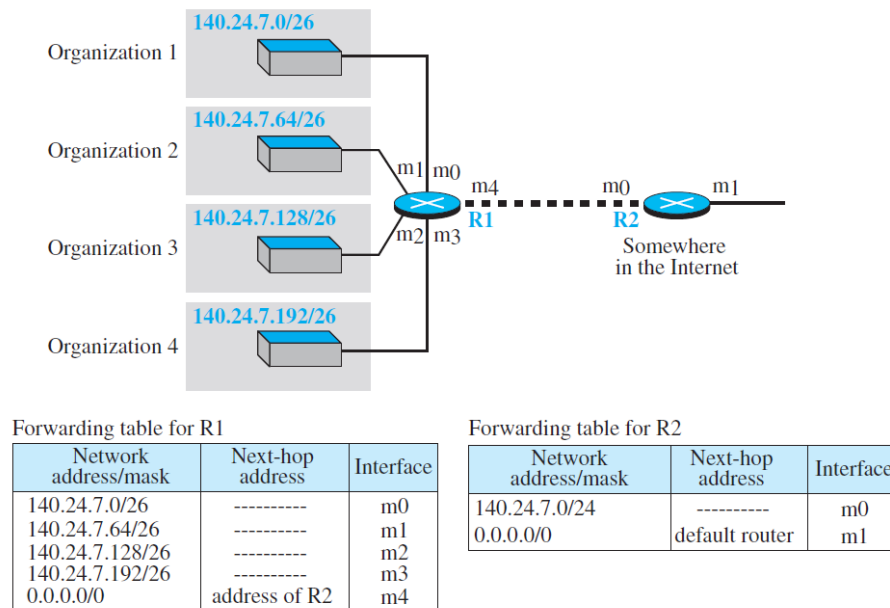 140.24.7.0/26
Organization 1
140.24.7.64/26
Organization 2
m1 m0
m4
m0
m1
140.24.7.128/26
Organization 3
m2 m3
R1
R2
Somewhere
in the Internet
140.24.7.192/26
Organization 4
Forwarding table for R1
Network
address/mask
Next-hop
address
Interface
140.24.7.0/26 ---------- m0
140.24.7.64/26 ---------- m1
140.24.7.128/26 ---------- m2
140.24.7.192/26 ---------- m3
0.0.0.0/0 address of R2 m4
Forwarding table for R2
Network
address/mask
Next-hop
address
Interface
140.24.7.0/24 ---------- m0
0.0.0.0/0 default router m1